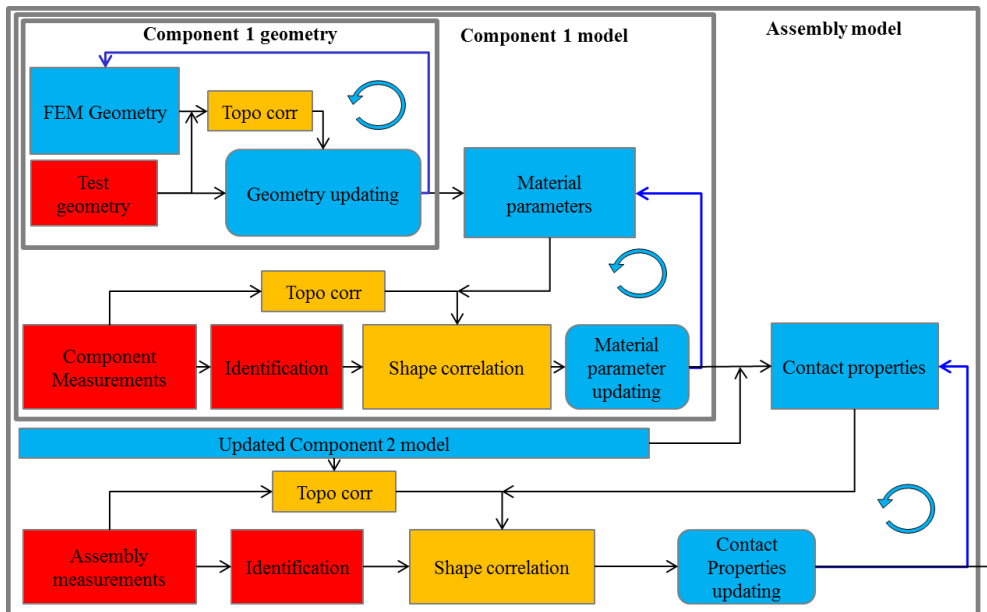 Component 1 geometry
Component 1 model
Assembly model
FEM Geometry
Topo corr
Test
geometry
Geometry updating
Material
parameters
Topo corr
Component
Measurements
Identification
Shape correlation
Material
parameter
updating
Contact properties
Updated Component 2 model
Topo corr
Assembly
measurements
Identification
Shape correlation
Contact
Properties
updating